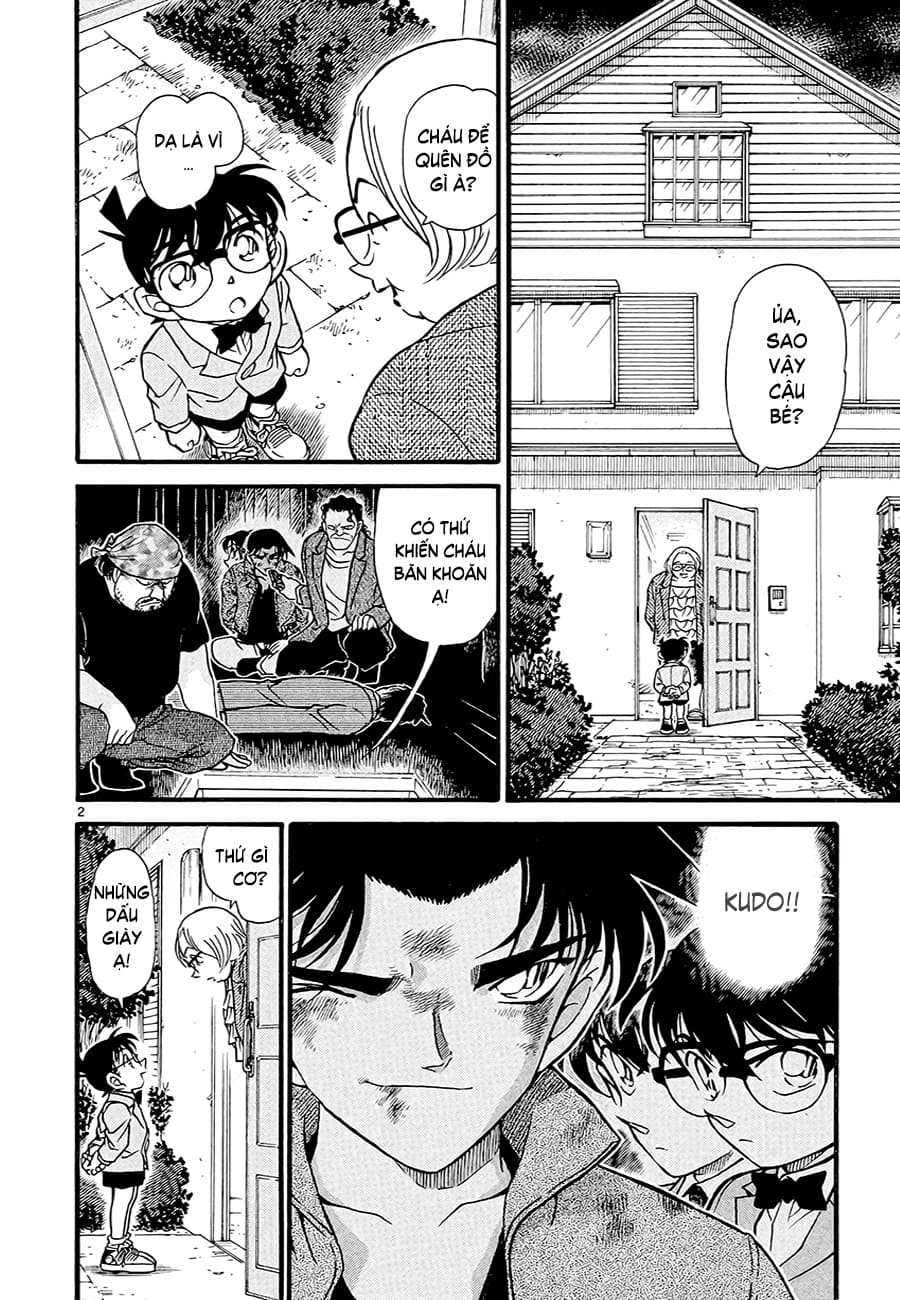 ỦA,
SAO
VẬY
CẬU
BÉ?
CHÁU ĐỂ
QUÊN ĐỒ
GÌ À?
DẠ LÀ VÌ
...
CÓ THỨ
KHIẾN CHÁU
BĂN KHOĂN
Ạ!
2
KUDO!!
THỨ GÌ
CƠ?
NHỮNG
DẤU
GIÀY
Ạ!